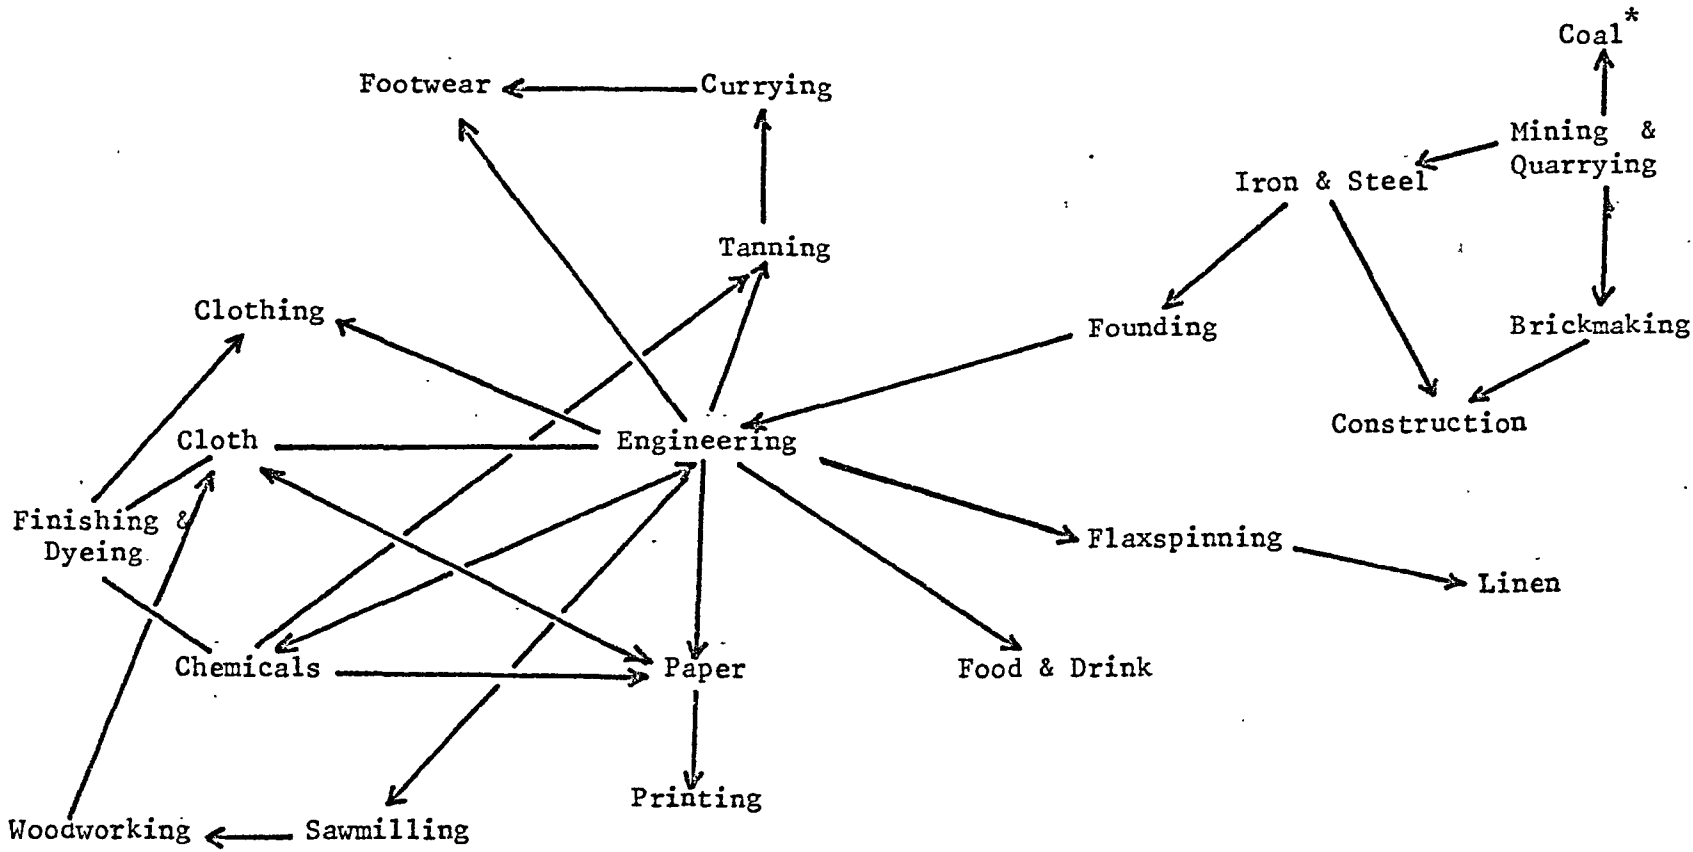 Coal*
Footwear
Currying
Mining &
Quarrying
Iron & Steel
Tanning
Clothing
Founding
Brickmaking
Construction
Cloth
Engineering
Finishing &
Dyeing
Flaxspinning
Linen
Chemicals
Paper
Food & Drink
Printing
Woodworking
Sawmilling